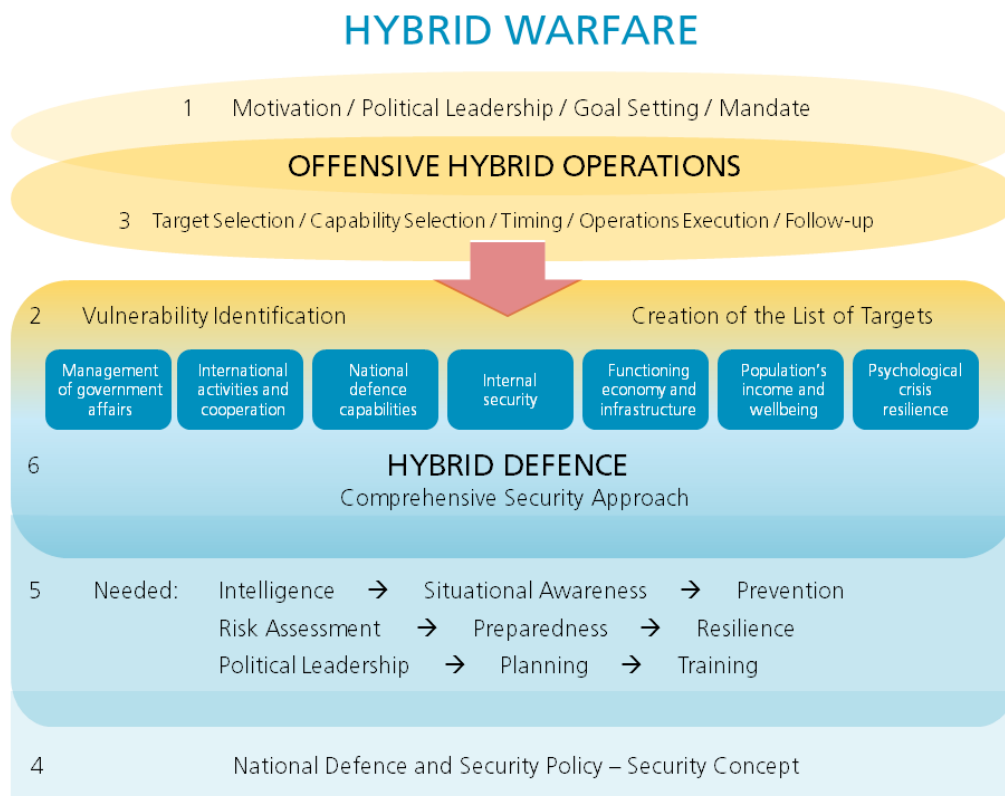 HYBRID WARFARE
1 Motivation / Political Leadership / Goal Setting / Mandate
OFFENSIVE HYBRID OPERATIONS
3 Target Selection / Capability Selection / Timing / Operations Execution / Follow-up
2 Vulnerability Identification Creation of the List of Targets
Management
of government
affairs
International
activities and
cooperation
National
defence
capabilities
Internal
security
Functioning
economy and
infrastructure
Population's
income and
wellbeing
Psychological
crisis
resilience
6 HYBRID DEFENCE
Comprehensive Security Approach
5 Needed: Intelligence → Situational Awareness → Prevention
Risk Assessment → Preparedness → Resilience
Political Leadership → Planning → Training
4 National Defence and Security Policy – Security Concept